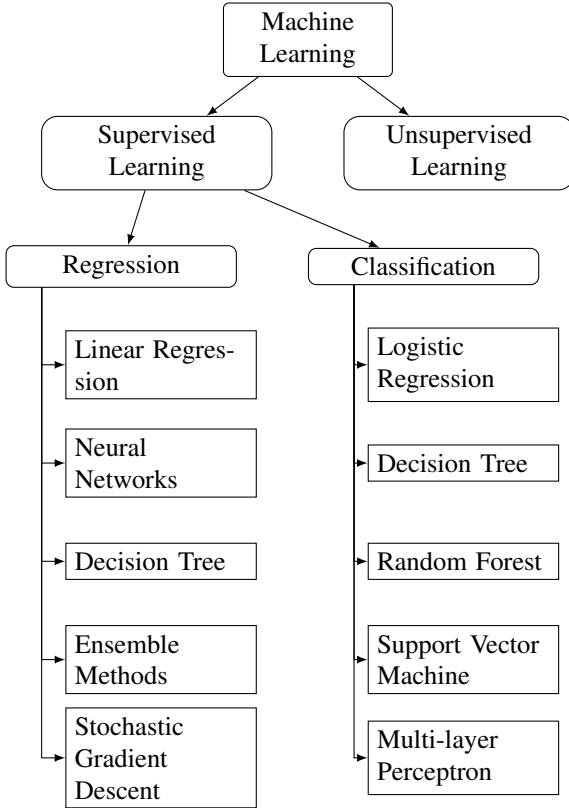 Machine
Learning
Supervised
Learning
Unsupervised
Learning
Regression
Classification
Linear Regres-
sion
Neural
Networks
Decision Tree
Ensemble
Methods
Stochastic
Gradient
Descent
Logistic
Regression
Decision Tree
Random Forest
Support Vector
Machine
Multi-layer
Perceptron